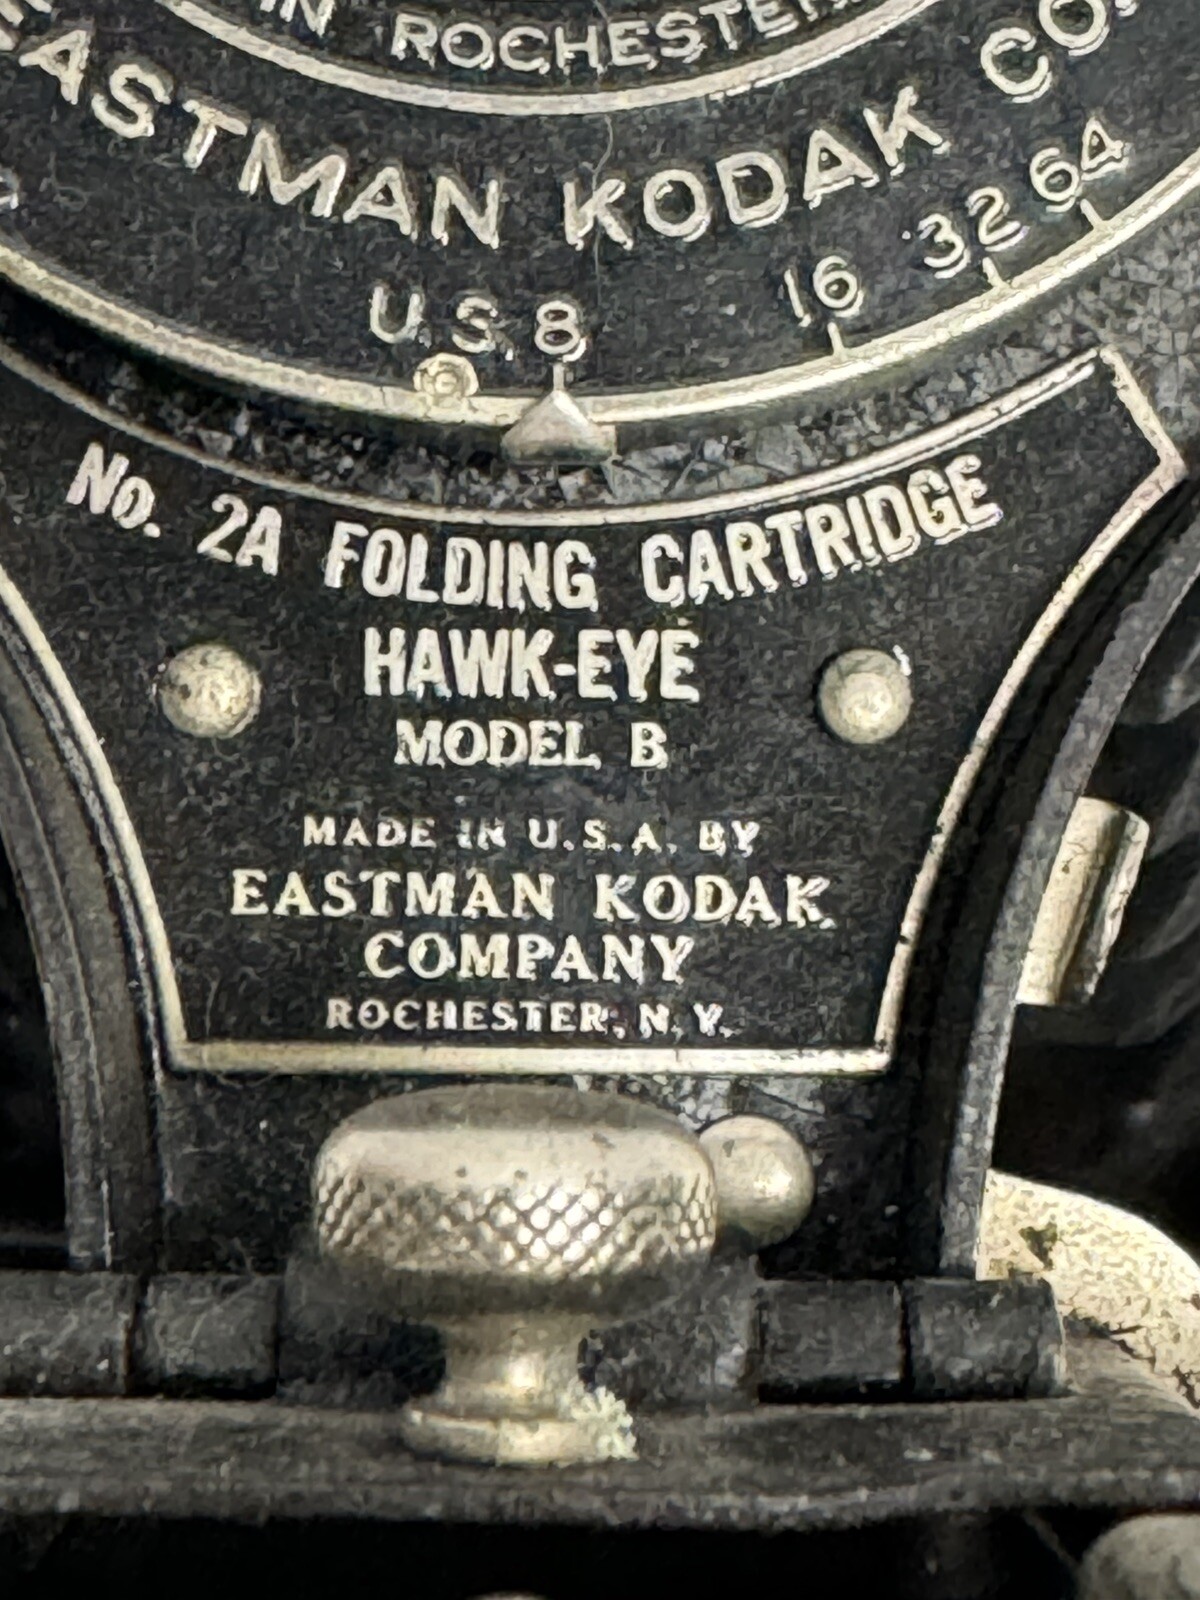 IN ROCHESTER
EASTMAN KODAK CO.
U.S. 8 16 32 64
No. 2A FOLDING CARTRIDGE
HAWK-EYE
MODEL B
MADE IN U.S.A. BY
EASTMAN KODAK
COMPANY
ROCHESTER, N.Y.